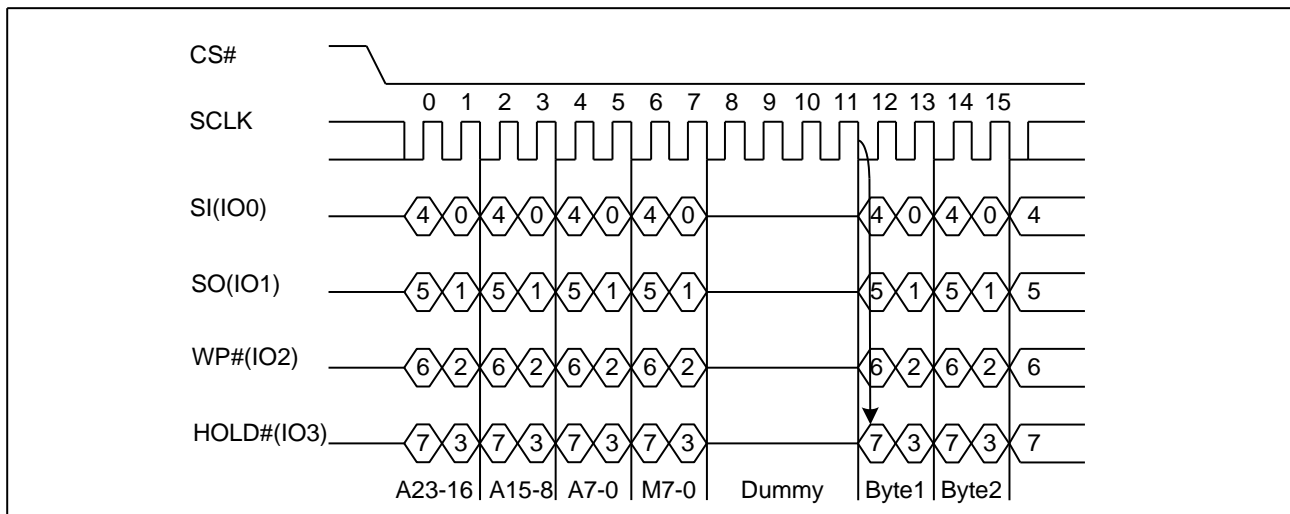 CS#
0 1 2 3 4 5 6 7 8 9 10 11 12 13 14 15
SCLK
SI(IO0) 4 0 4 0 4 0 4 0 4 0 4 0 4
SO(IO1) 5 1 5 1 5 1 5 1 5 1 5 1 5
WP#(IO2) 6 2 6 2 6 2 6 2 6 2 6 2 6
HOLD#(IO3) 7 3 7 3 7 3 7 3 7 3 7 3 7
A23-16 A15-8 A7-0 M7-0 Dummy Byte1 Byte2